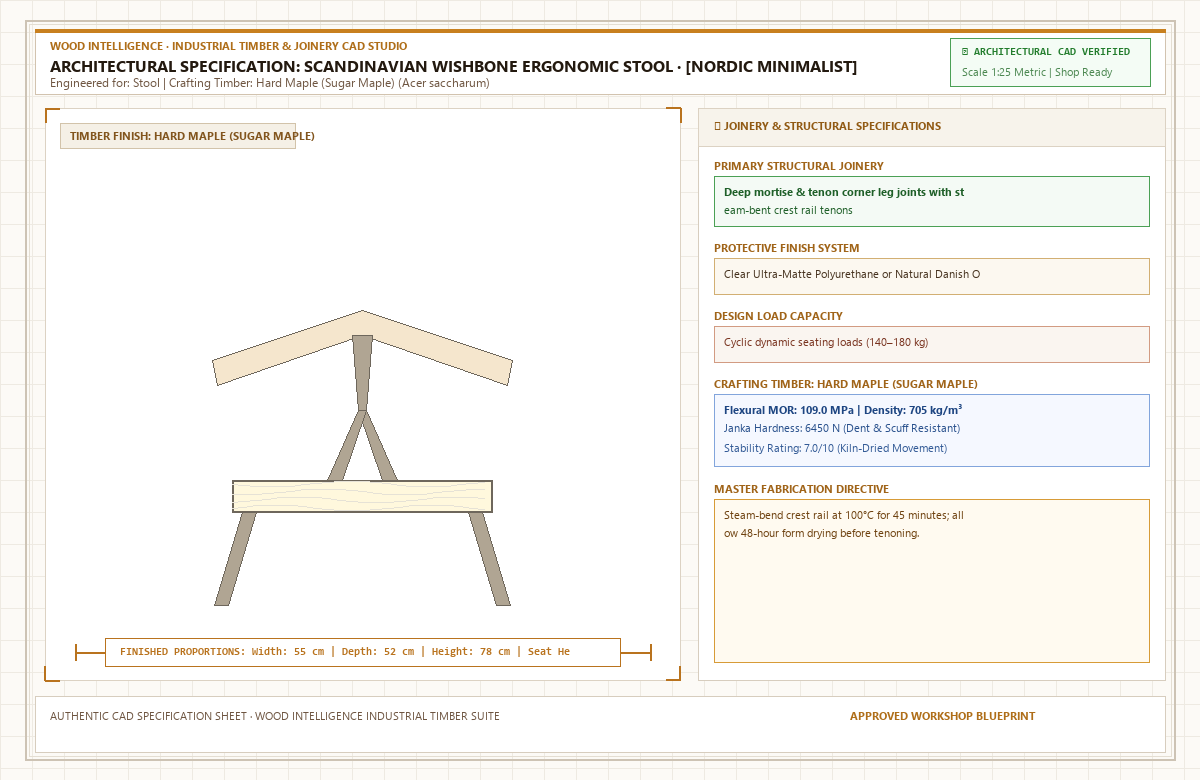 WOOD INTELLIGENCE · INDUSTRIAL TIMBER & JOINERY CAD STUDIO
ARCHITECTURAL SPECIFICATION: SCANDINAVIAN WISHBONE ERGONOMIC STOOL · [NORDIC MINIMALIST]
Engineered for: Stool | Crafting Timber: Hard Maple (Sugar Maple) (Acer saccharum)
ARCHITECTURAL CAD VERIFIED
Scale 1:25 Metric | Shop Ready
TIMBER FINISH: HARD MAPLE (SUGAR MAPLE)
FINISHED PROPORTIONS: Width: 55 cm | Depth: 52 cm | Height: 78 cm | Seat He
JOINERY & STRUCTURAL SPECIFICATIONS
PRIMARY STRUCTURAL JOINERY
Deep mortise & tenon corner leg joints with st
eam-bent crest rail tenons
PROTECTIVE FINISH SYSTEM
Clear Ultra-Matte Polyurethane or Natural Danish O
DESIGN LOAD CAPACITY
Cyclic dynamic seating loads (140–180 kg)
CRAFTING TIMBER: HARD MAPLE (SUGAR MAPLE)
Flexural MOR: 109.0 MPa | Density: 705 kg/m³
Janka Hardness: 6450 N (Dent & Scuff Resistant)
Stability Rating: 7.0/10 (Kiln-Dried Movement)
MASTER FABRICATION DIRECTIVE
Steam-bend crest rail at 100°C for 45 minutes; all
ow 48-hour form drying before tenoning.
AUTHENTIC CAD SPECIFICATION SHEET · WOOD INTELLIGENCE INDUSTRIAL TIMBER SUITE
APPROVED WORKSHOP BLUEPRINT